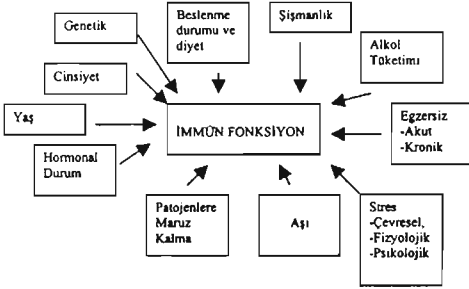 Genetik
Beslenme
durumu ve
diyet
Şişmanlık
Alkol
Tüketimi
Cinsiyet
Yaş
İMMÜN FONKSİYON
Egzersiz
-Akut
-Kronik
Hormonal
Durum
Patojenlere
Maruz
Kalma
Aşı
Stres
-Çevresel,
-Fizyolojik
-Psikolojik